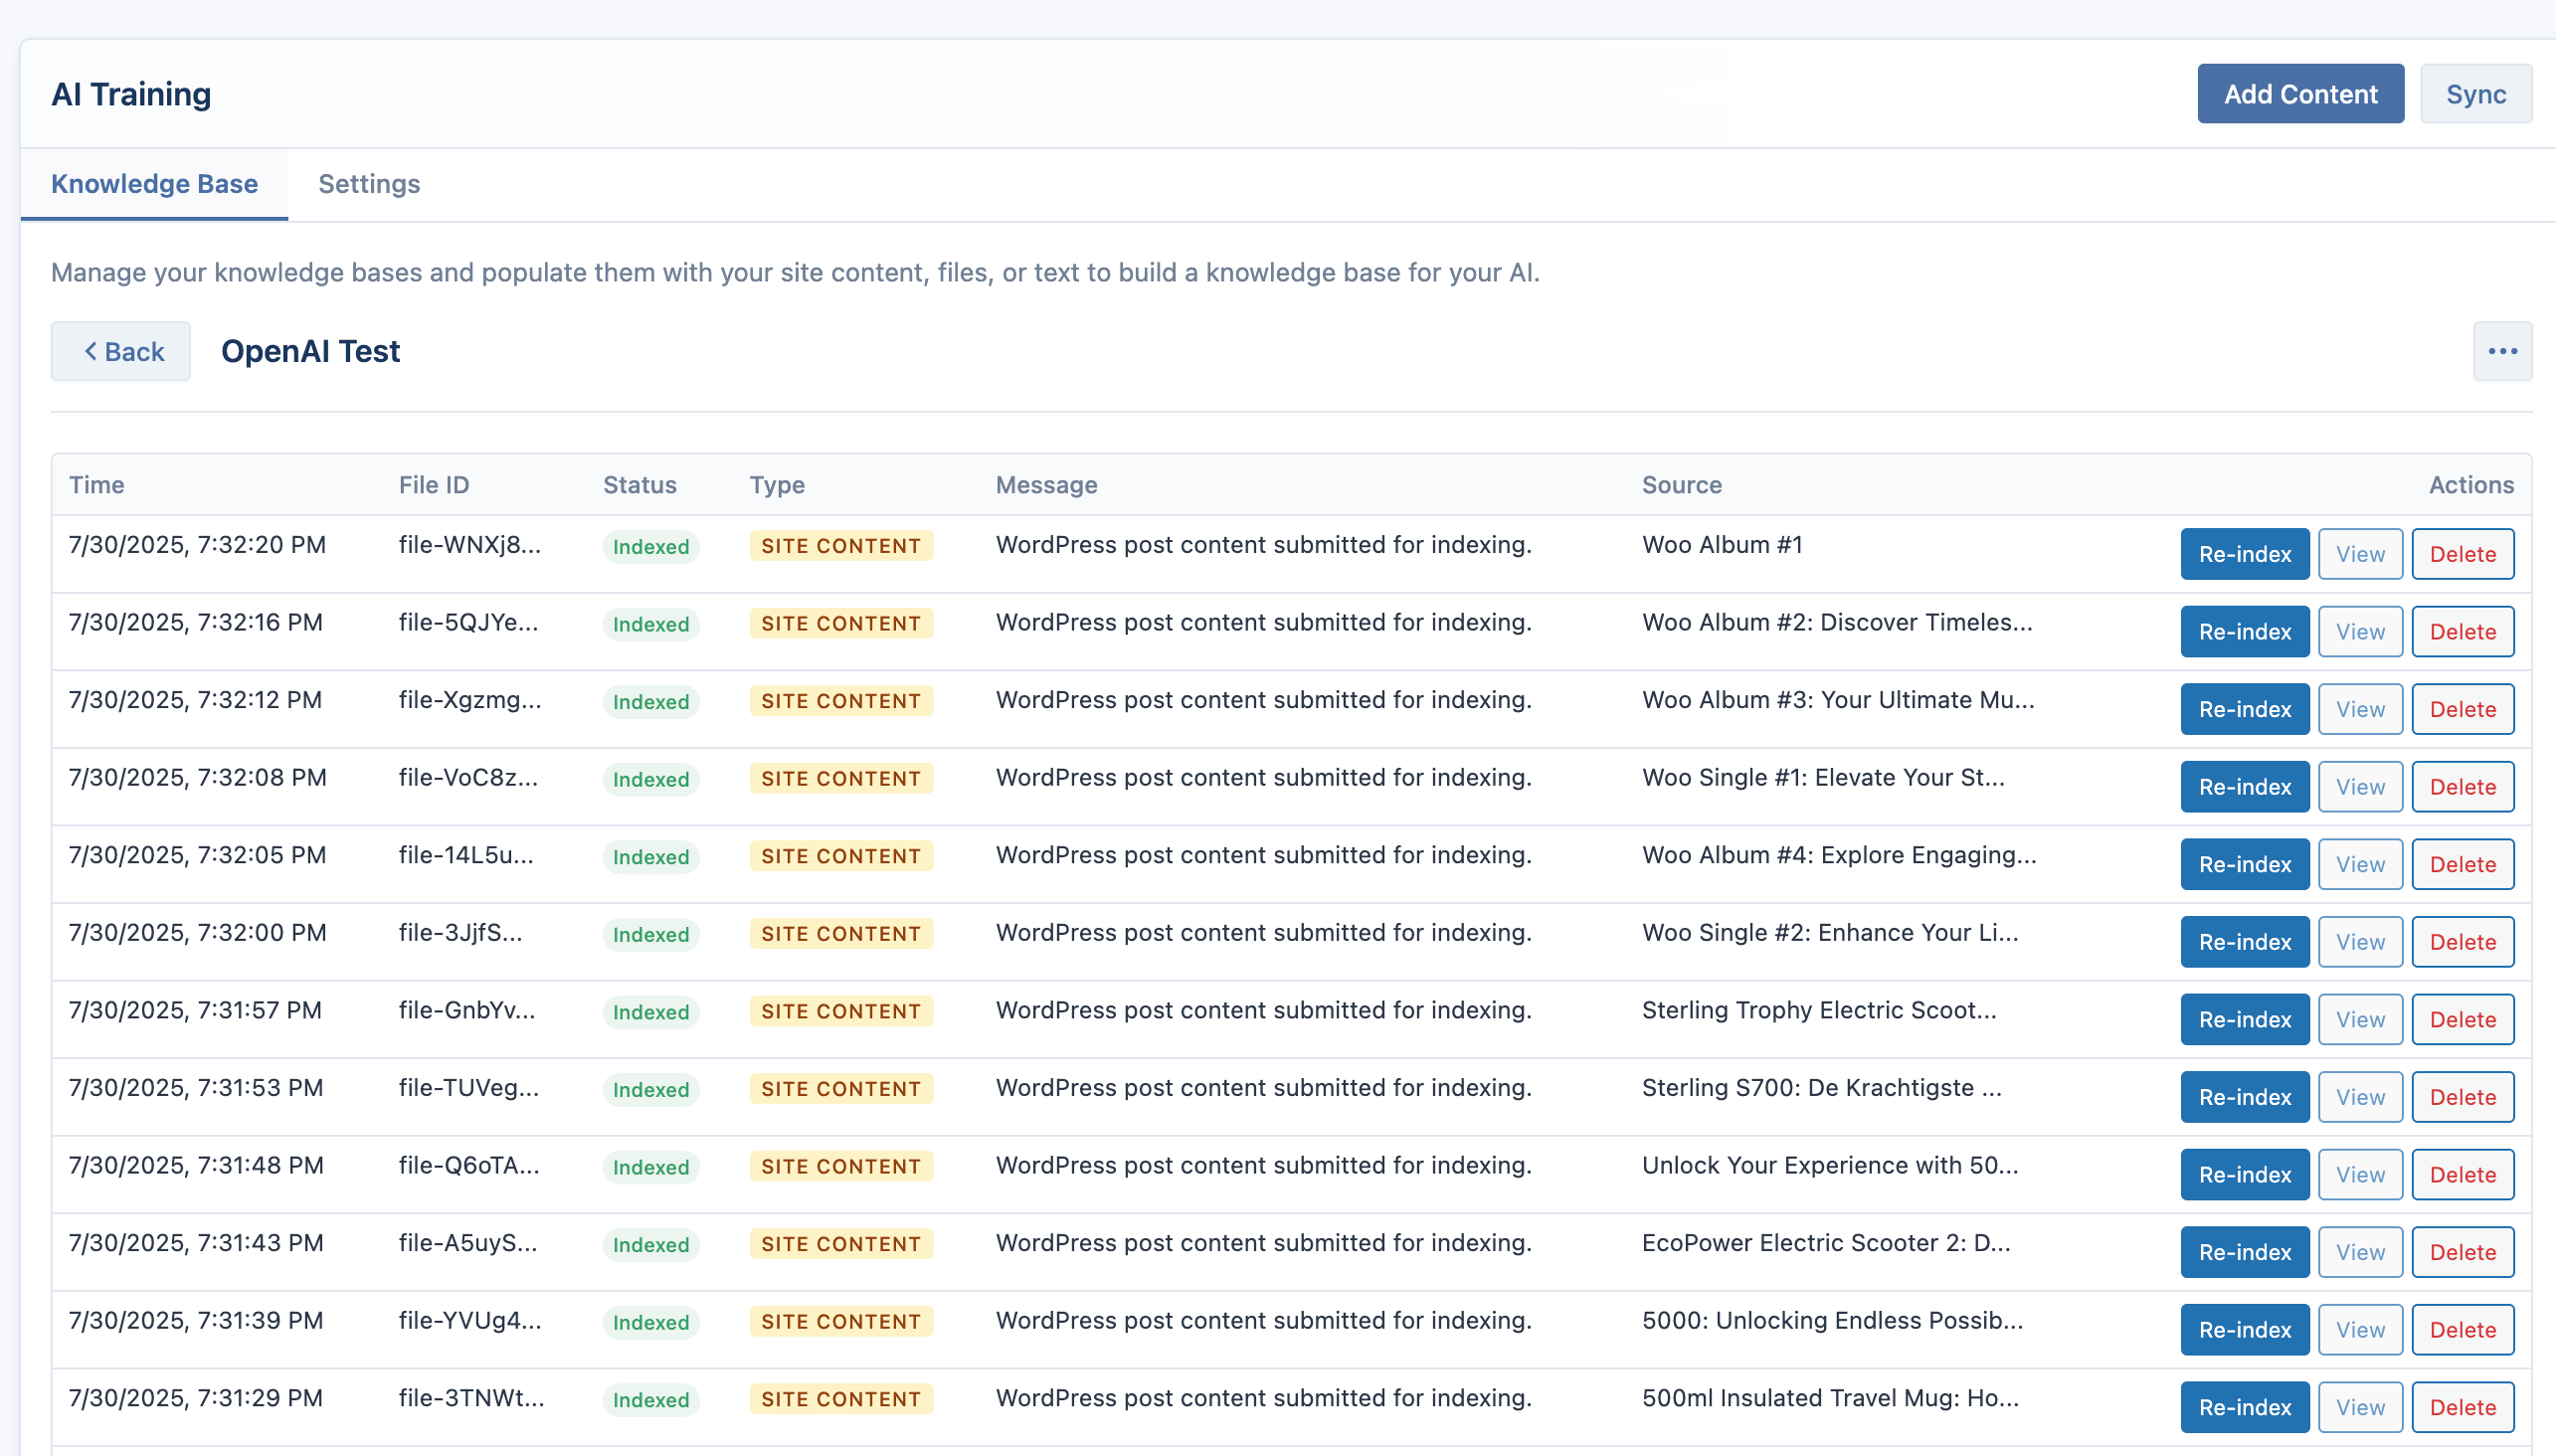 AI Training
Add Content
Sync
Knowledge Base
Settings
Manage your knowledge bases and populate them with your site content, files, or text to build a knowledge base for your AI.
Back
OpenAI Test
Time File ID Status Type Message Source Actions
7/30/2025, 7:32:20 PM file-WNXj8... Indexed SITE CONTENT WordPress post content submitted for indexing. Woo Album #1 Re-index View Delete
7/30/2025, 7:32:16 PM file-5QJYe... Indexed SITE CONTENT WordPress post content submitted for indexing. Woo Album #2: Discover Timeles... Re-index View Delete
7/30/2025, 7:32:12 PM file-Xgzmg... Indexed SITE CONTENT WordPress post content submitted for indexing. Woo Album #3: Your Ultimate Mu... Re-index View Delete
7/30/2025, 7:32:08 PM file-VoC8z... Indexed SITE CONTENT WordPress post content submitted for indexing. Woo Single #1: Elevate Your St... Re-index View Delete
7/30/2025, 7:32:05 PM file-14L5u... Indexed SITE CONTENT WordPress post content submitted for indexing. Woo Album #4: Explore Engaging... Re-index View Delete
7/30/2025, 7:32:00 PM file-3JjfS... Indexed SITE CONTENT WordPress post content submitted for indexing. Woo Single #2: Enhance Your Li... Re-index View Delete
7/30/2025, 7:31:57 PM file-GnbYv... Indexed SITE CONTENT WordPress post content submitted for indexing. Sterling Trophy Electric Scoot... Re-index View Delete
7/30/2025, 7:31:53 PM file-TUVeg... Indexed SITE CONTENT WordPress post content submitted for indexing. Sterling S700: De Krachtigste ... Re-index View Delete
7/30/2025, 7:31:48 PM file-Q6oTA... Indexed SITE CONTENT WordPress post content submitted for indexing. Unlock Your Experience with 50... Re-index View Delete
7/30/2025, 7:31:43 PM file-A5uyS... Indexed SITE CONTENT WordPress post content submitted for indexing. EcoPower Electric Scooter 2: D... Re-index View Delete
7/30/2025, 7:31:39 PM file-YVUg4... Indexed SITE CONTENT WordPress post content submitted for indexing. 5000: Unlocking Endless Possib... Re-index View Delete
7/30/2025, 7:31:29 PM file-3TNWt... Indexed SITE CONTENT WordPress post content submitted for indexing. 500ml Insulated Travel Mug: Ho... Re-index View Delete